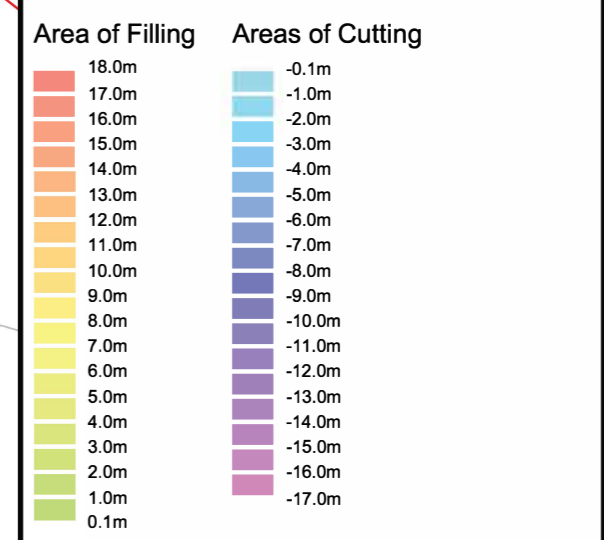 Area of Filling
18.0m
17.0m
16.0m
15.0m
14.0m
13.0m
12.0m
11.0m
10.0m
9.0m
8.0m
7.0m
6.0m
5.0m
4.0m
3.0m
2.0m
1.0m
0.1m
Areas of Cutting
-0.1m
-1.0m
-2.0m
-3.0m
-4.0m
-5.0m
-6.0m
-7.0m
-8.0m
-9.0m
-10.0m
-11.0m
-12.0m
-13.0m
-14.0m
-15.0m
-16.0m
-17.0m